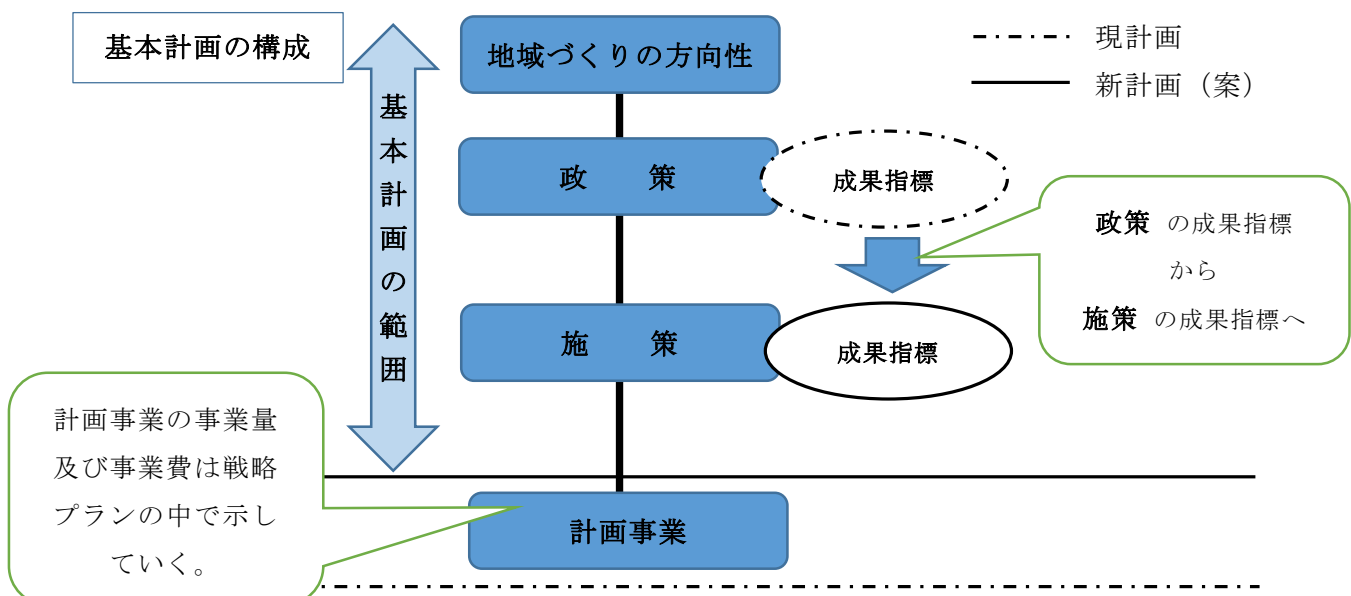 基本計画の構成
地域づくりの方向性
現計画
新計画（案）
基本計画の範囲
政　　策
成果指標
政策 の成果指標
から
施策 の成果指標へ
施　　策
成果指標
計画事業の事業量
及び事業費は戦略
プランの中で示し
ていく。
計画事業